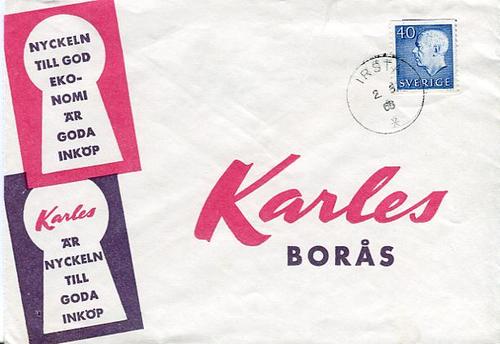 NYCKELN
TILL GOD
EKO-
NOMI
ÄR
GODA
INKÖP
Karles
ÄR
NYCKELN
TILL
GODA
INKÖP
40
SVERIGE
Karles
BORÅS